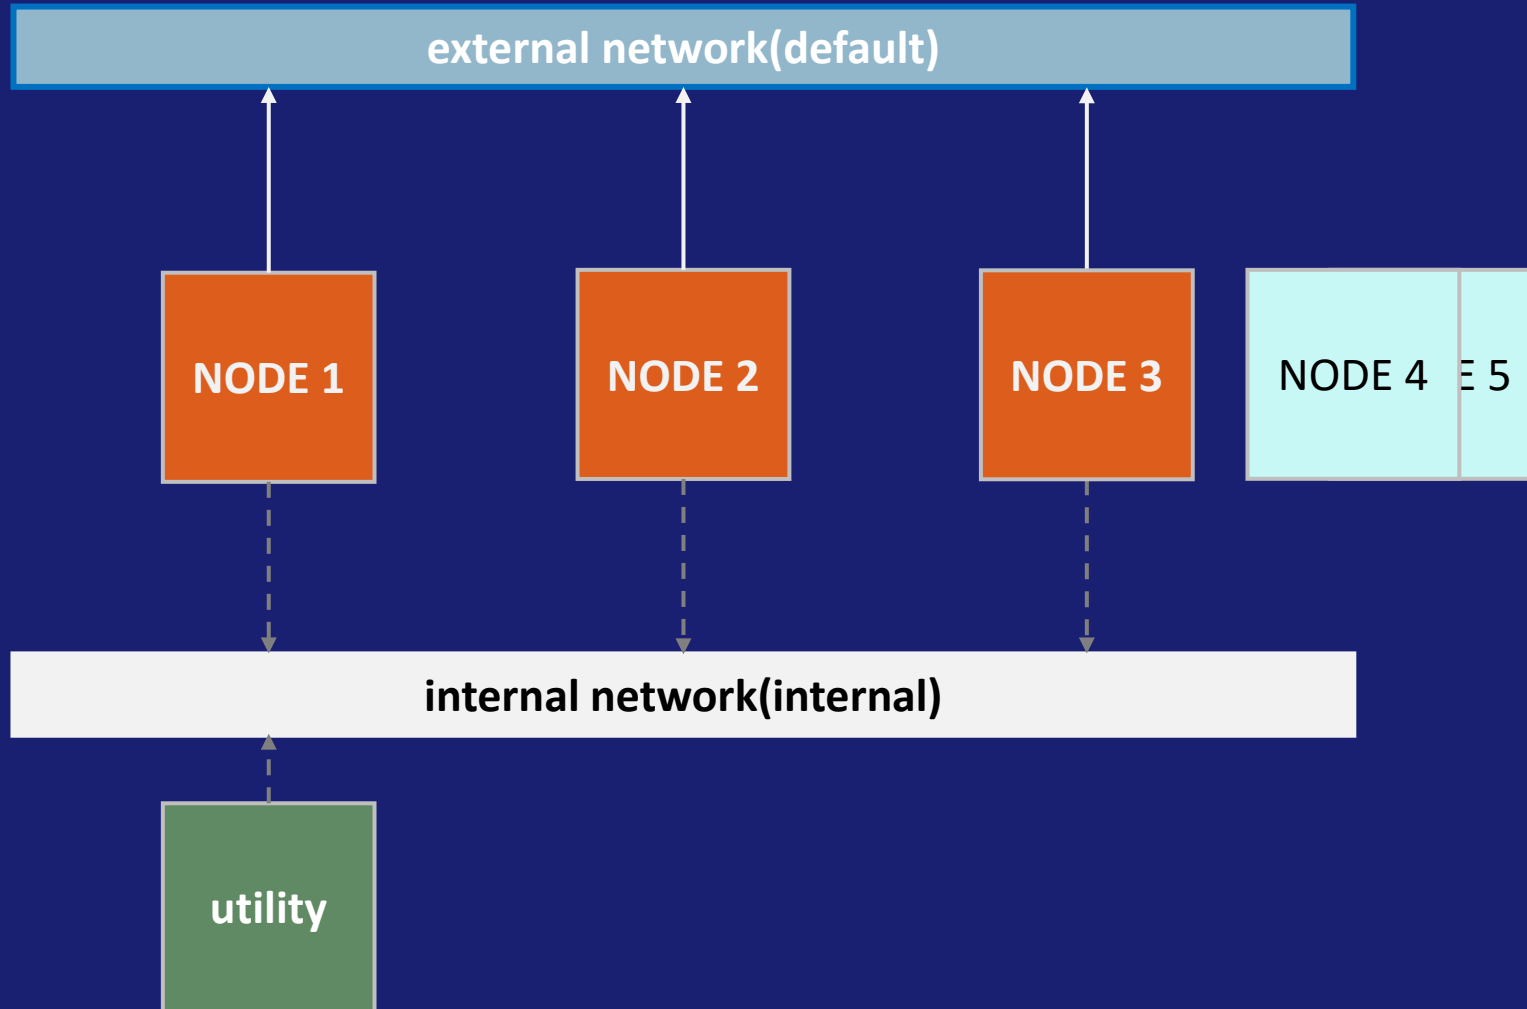 external network(default)
NODE 1
NODE 2
NODE 3
NODE 4
E 5
internal network(internal)
utility